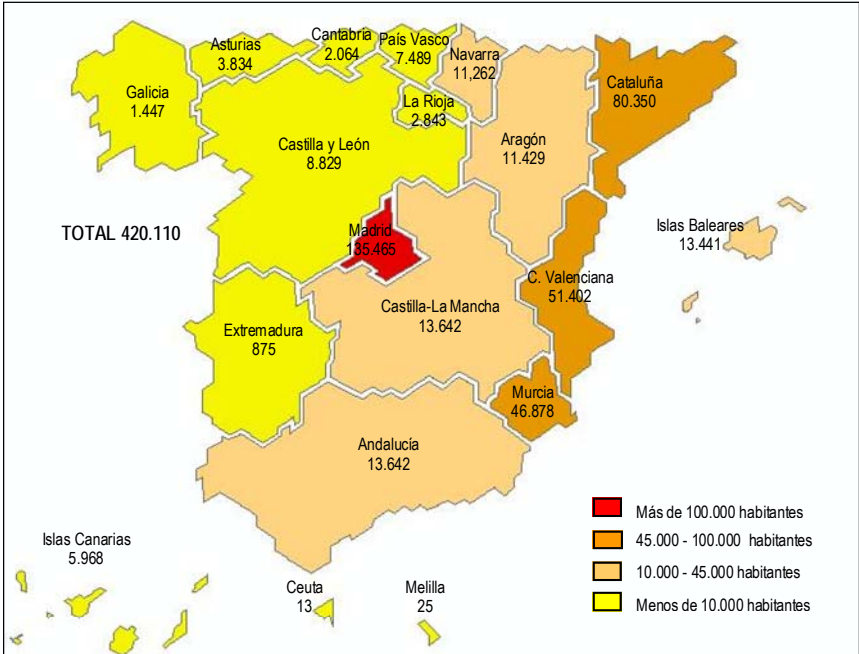 Asturias
3.834
Cantabria
2.064
País Vasco
7.489
Navarra
11,262
Galicia
1.447
La Rioja
2.843
Cataluña
80.350
Castilla y León
8.829
Aragón
11.429
TOTAL 420.110
Madrid
135.465
Islas Baleares
13.441
C. Valenciana
51.402
Castilla-La Mancha
13.642
Extremadura
875
Murcia
46.878
Andalucía
13.642
Más de 100.000 habitantes
45.000 - 100.000 habitantes
10.000 - 45.000 habitantes
Menos de 10.000 habitantes
Islas Canarias
5.968
Ceuta
13
Melilla
25